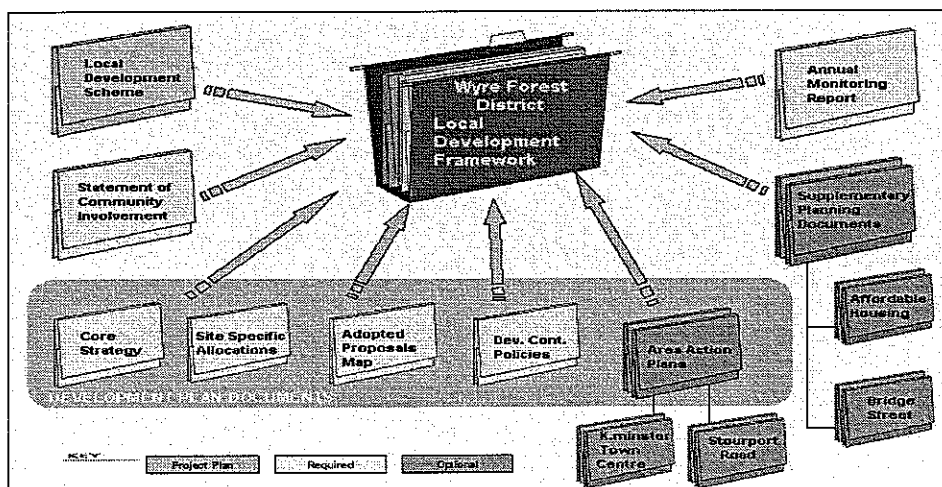 Local
Development
Scheme
Wyre Forest
District
Local
Development
Framework
Annual
Monitoring
Report
Statement of
Community
Involvement
Supplementary
Planning
Documents
Core
Strategy
Site Specific
Allocations
Adopted
Proposals
Map
Dev. Cont.
Policies
Area Action
Plans
Affordable
Housing
DEVELOPMENT PLAN DOCUMENTS
Bridge
Street
K.minster
Town
Centre
Stourport
Road
KEY
Project Plan
Required
Optional